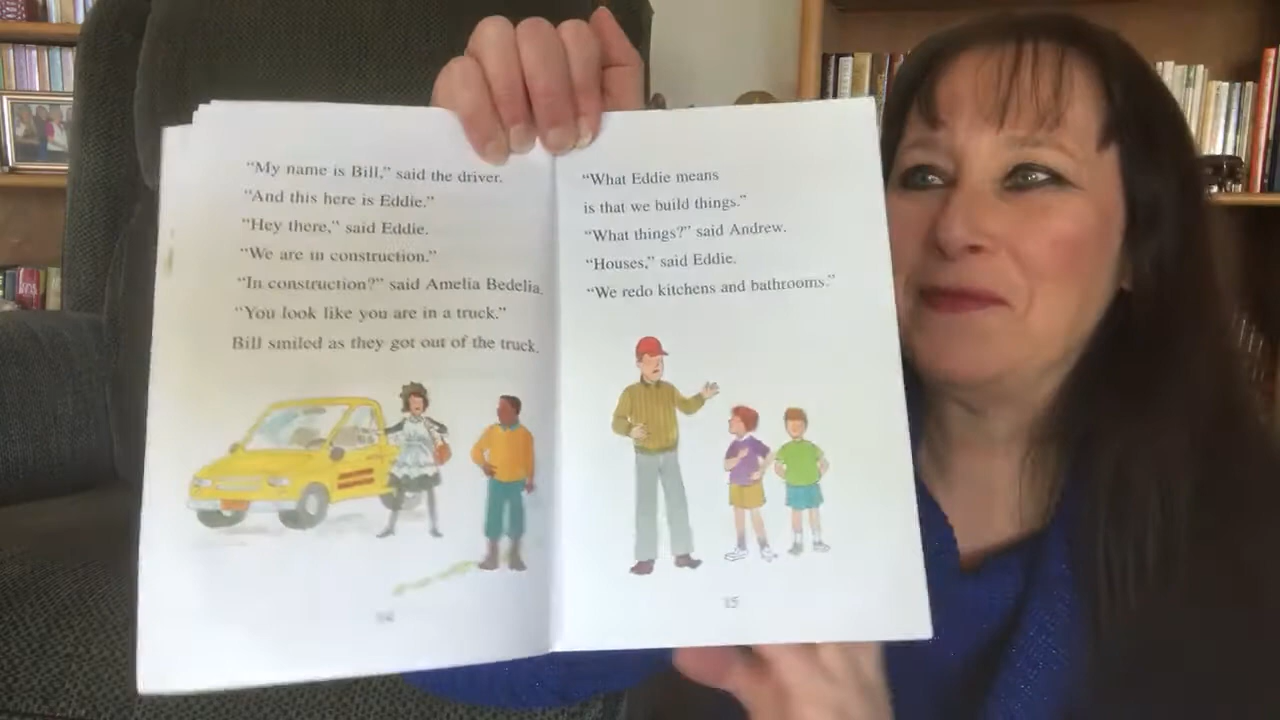 "My name is Bill," said the driver.
"And this here is Eddie."
"Hey there," said Eddie.
"We are in construction."
"In construction?" said Amelia Bedelia.
"You look like you are in a truck."
Bill smiled as they got out of the truck.
14
"What Eddie means
is that we build things."
"What things?" said Andrew.
"Houses," said Eddie.
"We redo kitchens and bathrooms."
15